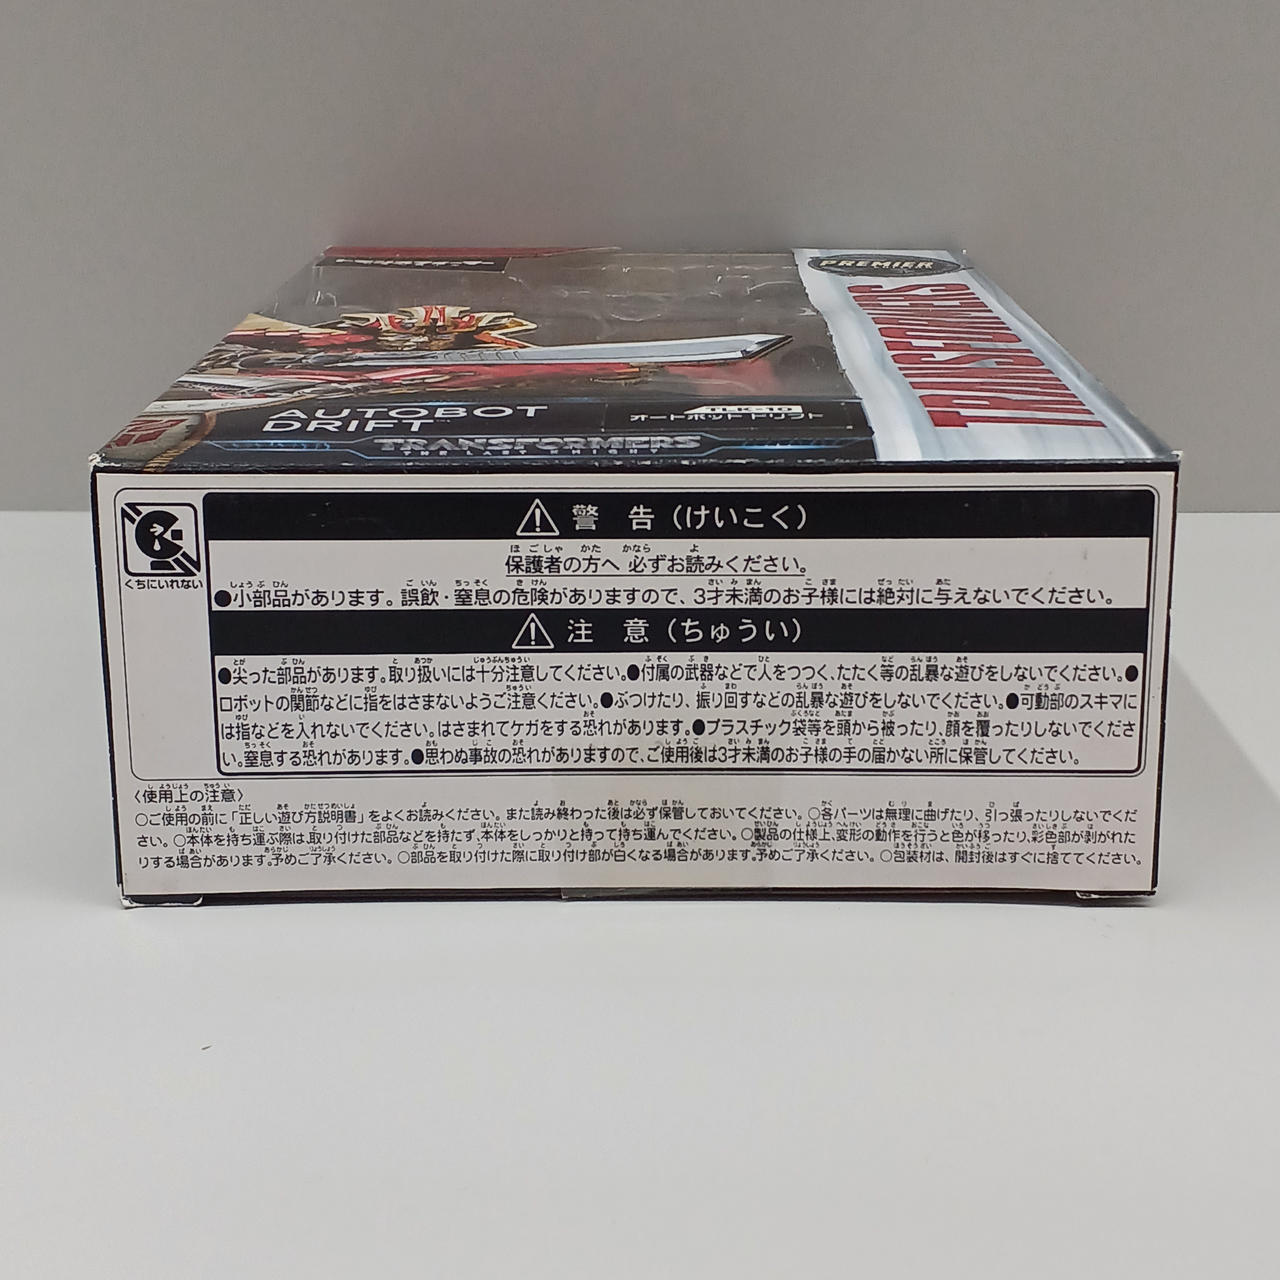 PREMIER
TRANSFORMERS
AUTOBOT
DRIFT
TLK-10
オートボット ドリフト
TRANSFORMERS
THE LAST KNIGHT
くちにいれない
警 告 (けいこく)
保護者の方へ 必ずお読みください。
●小部品があります。誤飲・窒息の危険がありますので、3才未満のお子様には絶対に与えないでください。
注 意 (ちゅうい)
●尖った部品があります。取り扱いには十分注意してください。●付属の武器などで人をつつく、たたく等の乱暴な遊びをしないでください。●
ロボットの関節などに指をはさまないようご注意ください。●ぶつけたり、振り回すなどの乱暴な遊びをしないでください。●可動部のスキマに
は指などを入れないでください。はさまれてケガをする恐れがあります。●プラスチック袋等を頭から被ったり、顔を覆ったりしないでくださ
い。窒息する恐れがあります。●思わぬ事故の恐れがありますので、ご使用後は3才未満のお子様の手の届かない所に保管してください。
〈使用上の注意〉
○ご使用の前に「正しい遊び方説明書」をよくお読みください。また読み終わった後は必ず保管しておいてください。○各パーツは無理に曲げたり、引っ張ったりしないでくだ
さい。○本体を持ち運ぶ際は、取り付けた部品などを持たず、本体をしっかりと持って持ち運んでください。○製品の仕様上、変形の動作を行うと色が移ったり、彩色部が剥がれた
りする場合があります。予めご了承ください。○部品を取り付けた際に取り付け部が白くなる場合があります。予めご了承ください。○包装材は、開封後はすぐに捨ててください。